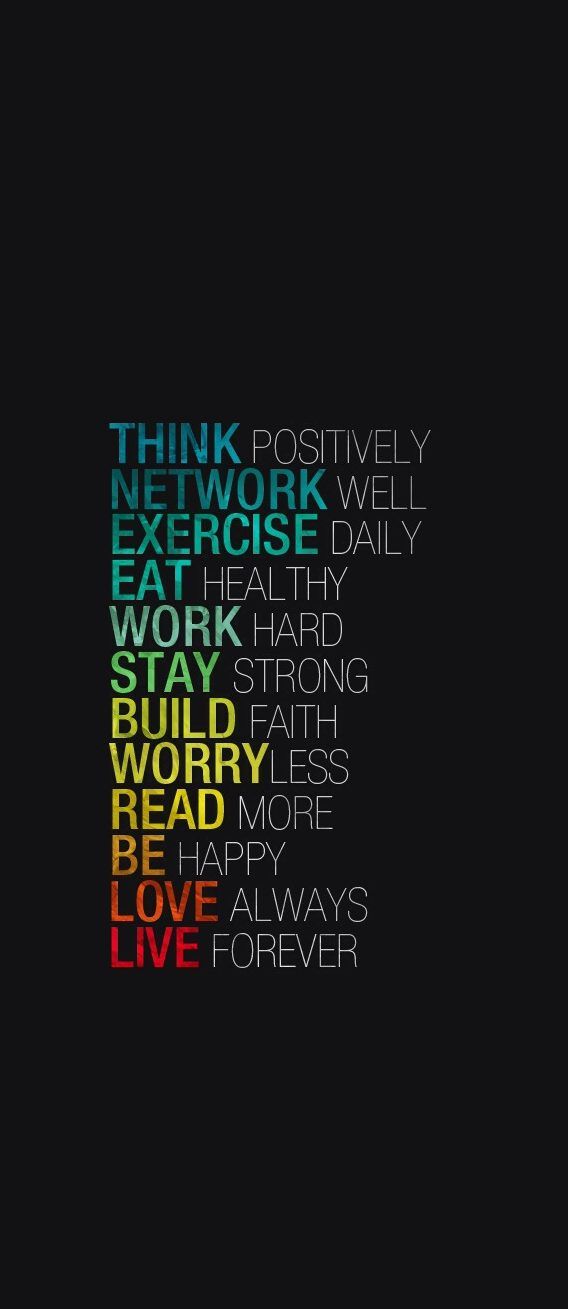 THINK POSITIVELY
NETWORK WELL
EXERCISE DAILY
EAT HEALTHY
WORK HARD
STAY STRONG
BUILD FAITH
WORRYLESS
READ MORE
BE HAPPY
LOVE ALWAYS
LIVE FOREVER